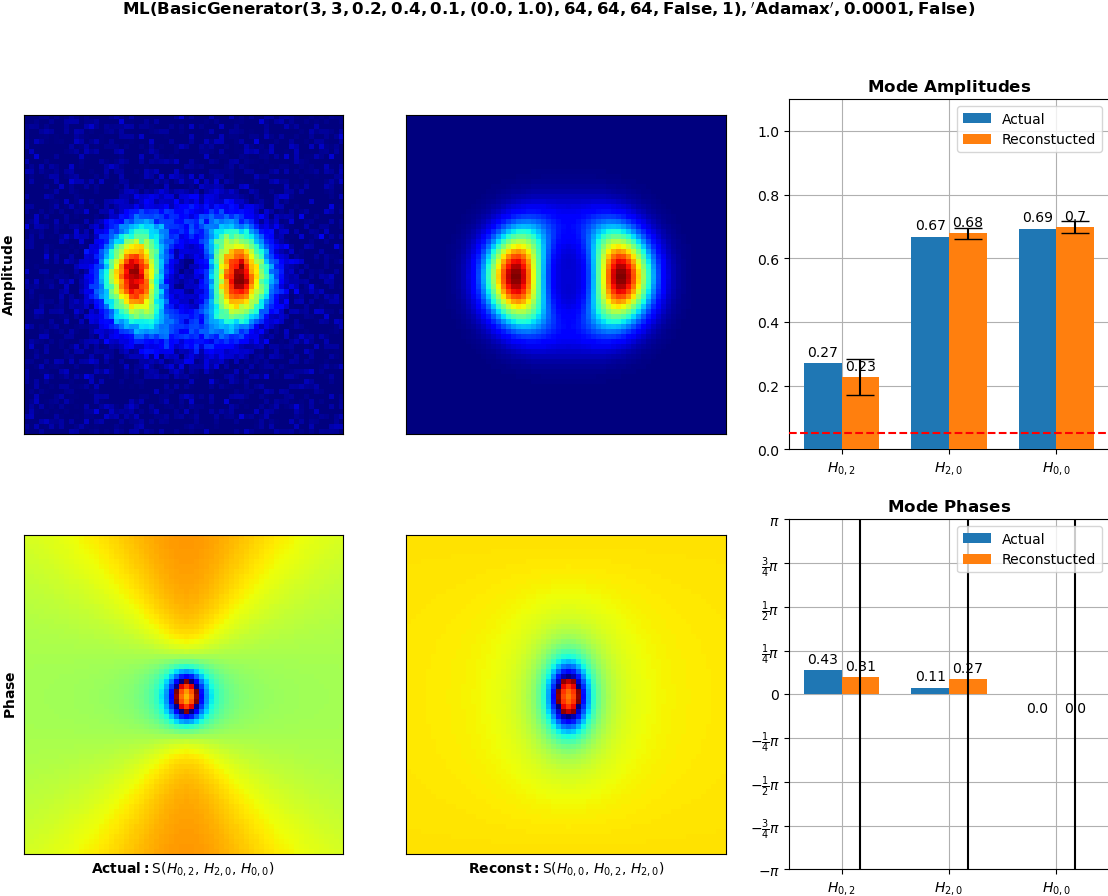 ML(BasicGenerator(3, 3, 0.2, 0.4, 0.1, (0.0, 1.0), 64, 64, 64, False, 1), ′Adamax′, 0.0001, False)
Amplitude
Mode Amplitudes
Actual
Reconstucted
1.0
0.8
0.6
0.4
0.2
0.0
0.27
0.23
0.67
0.68
0.69
0.7
H₀,₂
H₂,₀
H₀,₀
Phase
Actual: S(H₀,₂, H₂,₀, H₀,₀)
Reconst: S(H₀,₀, H₀,₂, H₂,₀)
Mode Phases
Actual
Reconstucted
π
3/4π
1/2π
1/4π
0
−1/4π
−1/2π
−3/4π
−π
0.43
0.31
0.11
0.27
0.0
0.0
H₀,₂
H₂,₀
H₀,₀